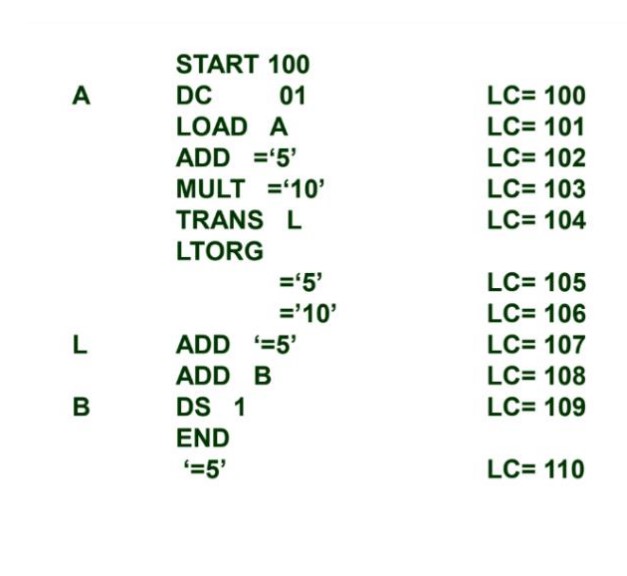 START 100
A DC 01 LC= 100
LOAD A LC= 101
ADD =‘5’ LC= 102
MULT =‘10’ LC= 103
TRANS L LC= 104
LTORG
=‘5’ LC= 105
=’10’ LC= 106
L ADD ‘=5’ LC= 107
ADD B LC= 108
B DS 1 LC= 109
END
‘=5’ LC= 110